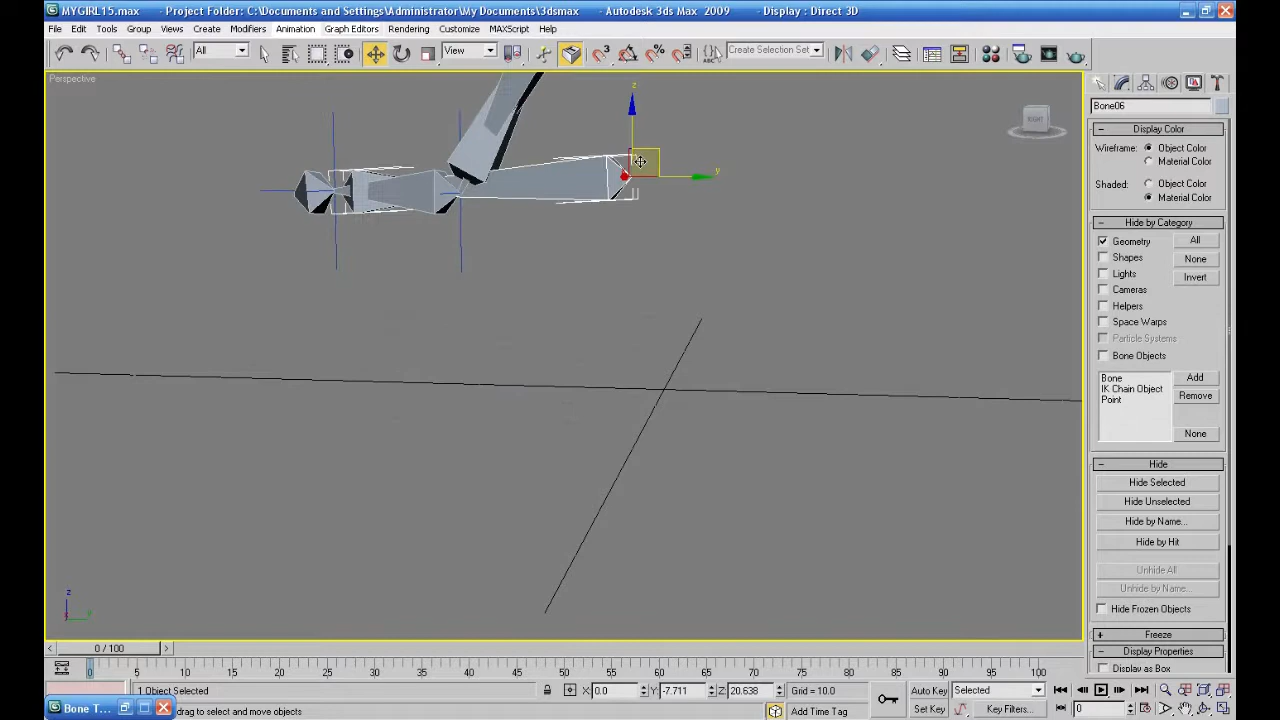 MYGIRL15.max - Project Folder: C:\Documents and Settings\Administrator\My Documents\3dsmax - Autodesk 3ds Max 2009 - Display : Direct 3D
File Edit Tools Group Views Create Modifiers Animation Graph Editors Rendering Customize MAXScript Help
All View 3 Create Selection Set
Perspective
z
y
RIGHT
Bone06
Display Color
Wireframe: Object Color
Material Color
Shaded: Object Color
Material Color
Hide by Category
Geometry All
Shapes None
Lights Invert
Cameras
Helpers
Space Warps
Particle Systems
Bone Objects
Bone Add
IK Chain Object Remove
Point
None
Hide
Hide Selected
Hide Unselected
Hide by Name...
Hide by Hit
Unhide All
Unhide by Name...
Hide Frozen Objects
Freeze
Display Properties
Display as Box
z
0 / 100
0 5 10 15 20 25 30 35 40 45 50 55 60 65 70 75 80 85 90 95 100
1 Object Selected X: 0.0 Y: -7.711 Z: 20.638 Grid = 10.0 Auto Key Selected
Bone T... drag to select and move objects Add Time Tag Set Key Key Filters... 0